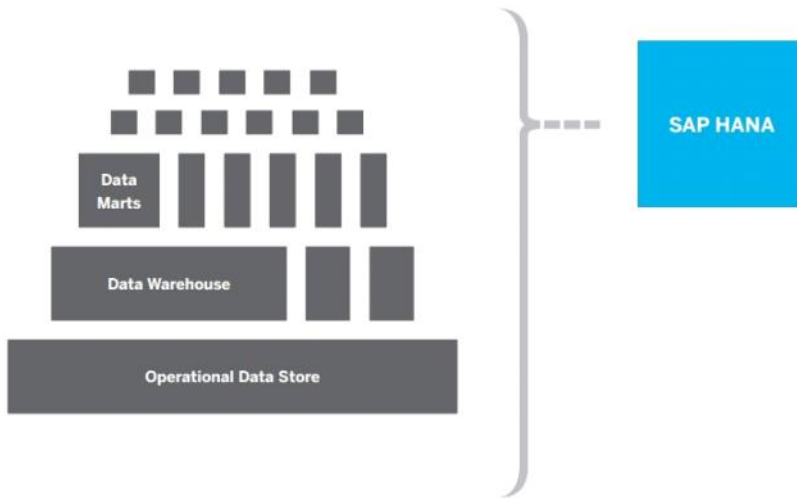 SAP HANA
Data
Marts
Data Warehouse
Operational Data Store